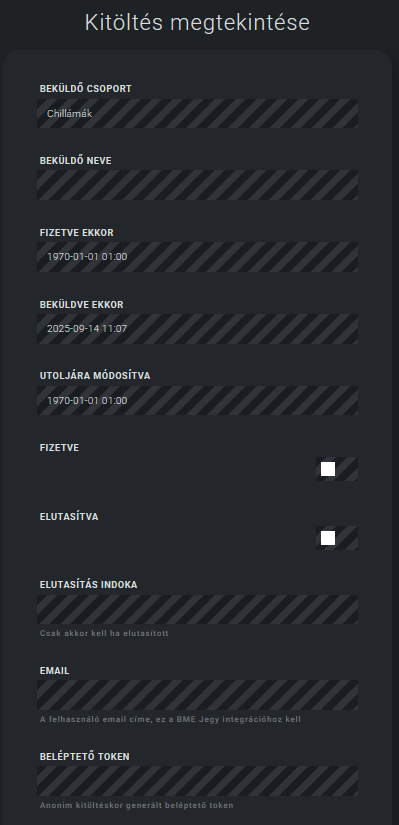 Kitöltés megtekintése
BEKÜLDŐ CSOPORT
Chillámák
BEKÜLDŐ NEVE
FIZETVE EKKOR
1970-01-01 01:00
BEKÜLDVE EKKOR
2025-09-14 11:07
UTOLJÁRA MÓDOSÍTVA
1970-01-01 01:00
FIZETVE
ELUTASÍTVA
ELUTASÍTÁS INDOKA
Csak akkor kell ha elutasított
EMAIL
A felhasználó email címe, ez a BME Jegy integrációhoz kell
BELÉPTETŐ TOKEN
Anonim kitöltéskor generált beléptető token